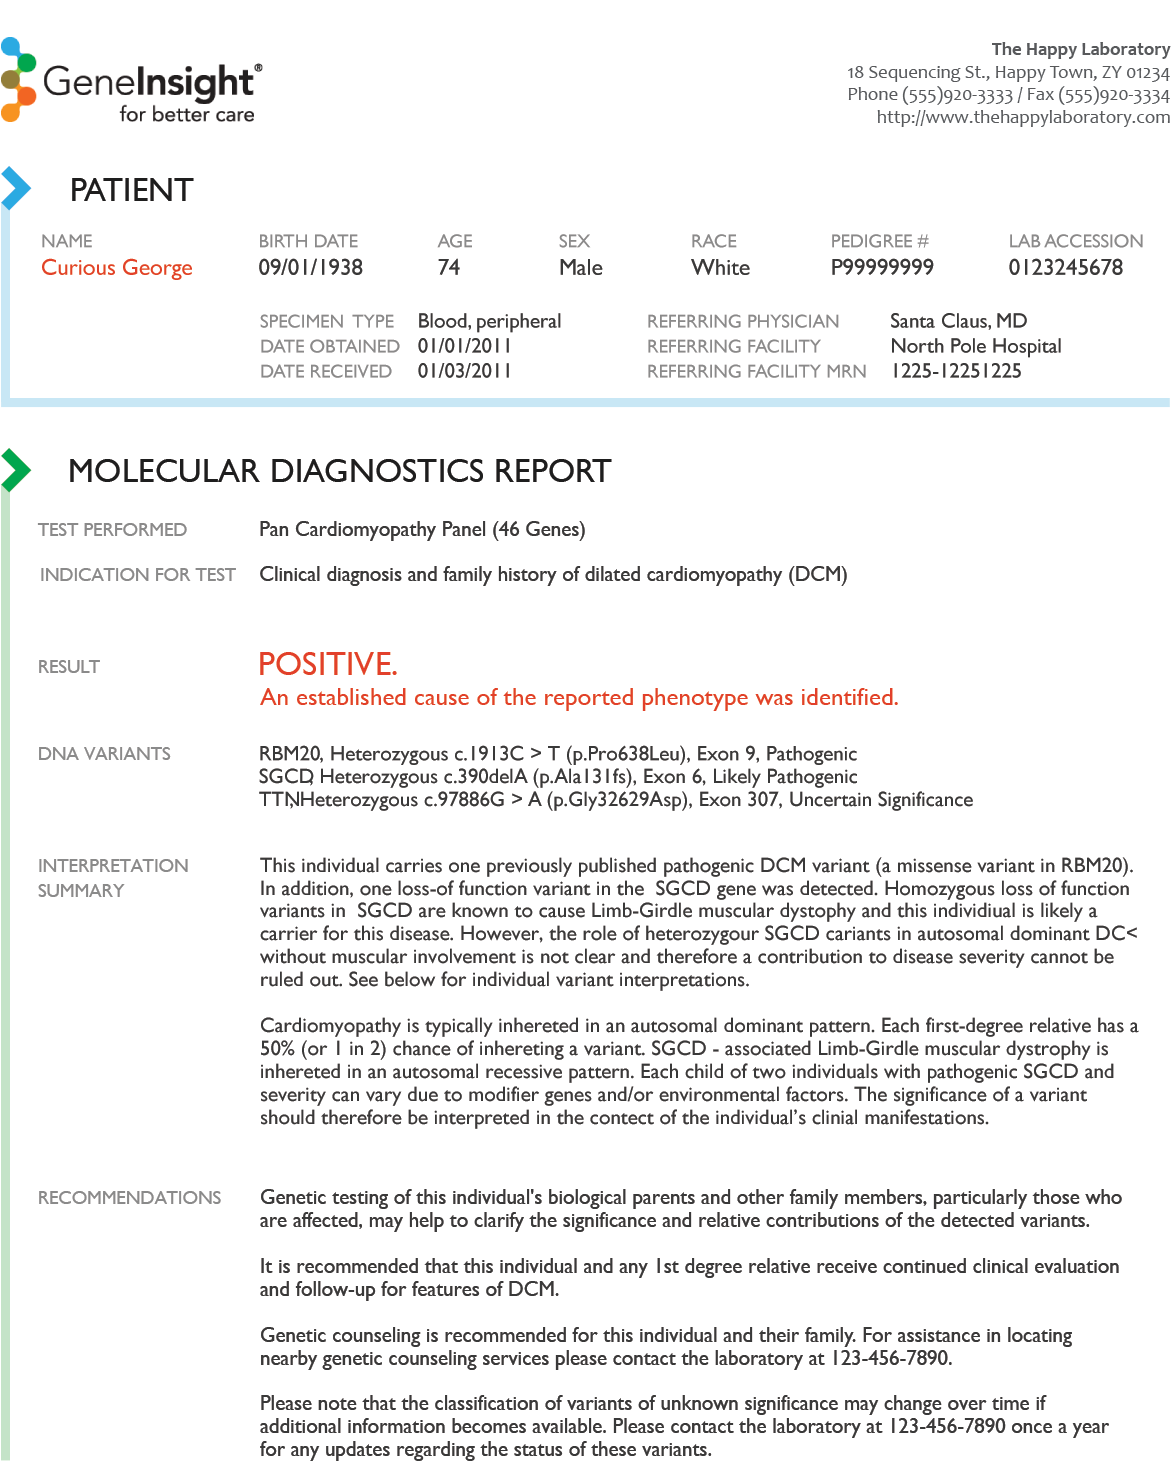 GeneInsight®
for better care
The Happy Laboratory
18 Sequencing St., Happy Town, ZY 01234
Phone (555)920-3333 / Fax (555)920-3334
http://www.thehappylaboratory.com
PATIENT
NAME BIRTH DATE AGE SEX RACE PEDIGREE # LAB ACCESSION
Curious George 09/01/1938 74 Male White P99999999 0123245678
SPECIMEN TYPE Blood, peripheral REFERRING PHYSICIAN Santa Claus, MD
DATE OBTAINED 01/01/2011 REFERRING FACILITY North Pole Hospital
DATE RECEIVED 01/03/2011 REFERRING FACILITY MRN 1225-12251225
MOLECULAR DIAGNOSTICS REPORT
TEST PERFORMED Pan Cardiomyopathy Panel (46 Genes)
INDICATION FOR TEST Clinical diagnosis and family history of dilated cardiomyopathy (DCM)
RESULT POSITIVE.
An established cause of the reported phenotype was identified.
DNA VARIANTS RBM20, Heterozygous c.1913C > T (p.Pro638Leu), Exon 9, Pathogenic
SGCD, Heterozygous c.390delA (p.Ala131fs), Exon 6, Likely Pathogenic
TTN,Heterozygous c.97886G > A (p.Gly32629Asp), Exon 307, Uncertain Significance
INTERPRETATION This individual carries one previously published pathogenic DCM variant (a missense variant in RBM20).
SUMMARY In addition, one loss-of function variant in the SGCD gene was detected. Homozygous loss of function
variants in SGCD are known to cause Limb-Girdle muscular dystophy and this individiual is likely a
carrier for this disease. However, the role of heterozygour SGCD cariants in autosomal dominant DC<
without muscular involvement is not clear and therefore a contribution to disease severity cannot be
ruled out. See below for individual variant interpretations.
Cardiomyopathy is typically inhereted in an autosomal dominant pattern. Each first-degree relative has a
50% (or 1 in 2) chance of inhereting a variant. SGCD - associated Limb-Girdle muscular dystrophy is
inhereted in an autosomal recessive pattern. Each child of two individuals with pathogenic SGCD and
severity can vary due to modifier genes and/or environmental factors. The significance of a variant
should therefore be interpreted in the contect of the individual's clinial manifestations.
RECOMMENDATIONS Genetic testing of this individual's biological parents and other family members, particularly those who
are affected, may help to clarify the significance and relative contributions of the detected variants.
It is recommended that this individual and any 1st degree relative receive continued clinical evaluation
and follow-up for features of DCM.
Genetic counseling is recommended for this individual and their family. For assistance in locating
nearby genetic counseling services please contact the laboratory at 123-456-7890.
Please note that the classification of variants of unknown significance may change over time if
additional information becomes available. Please contact the laboratory at 123-456-7890 once a year
for any updates regarding the status of these variants.